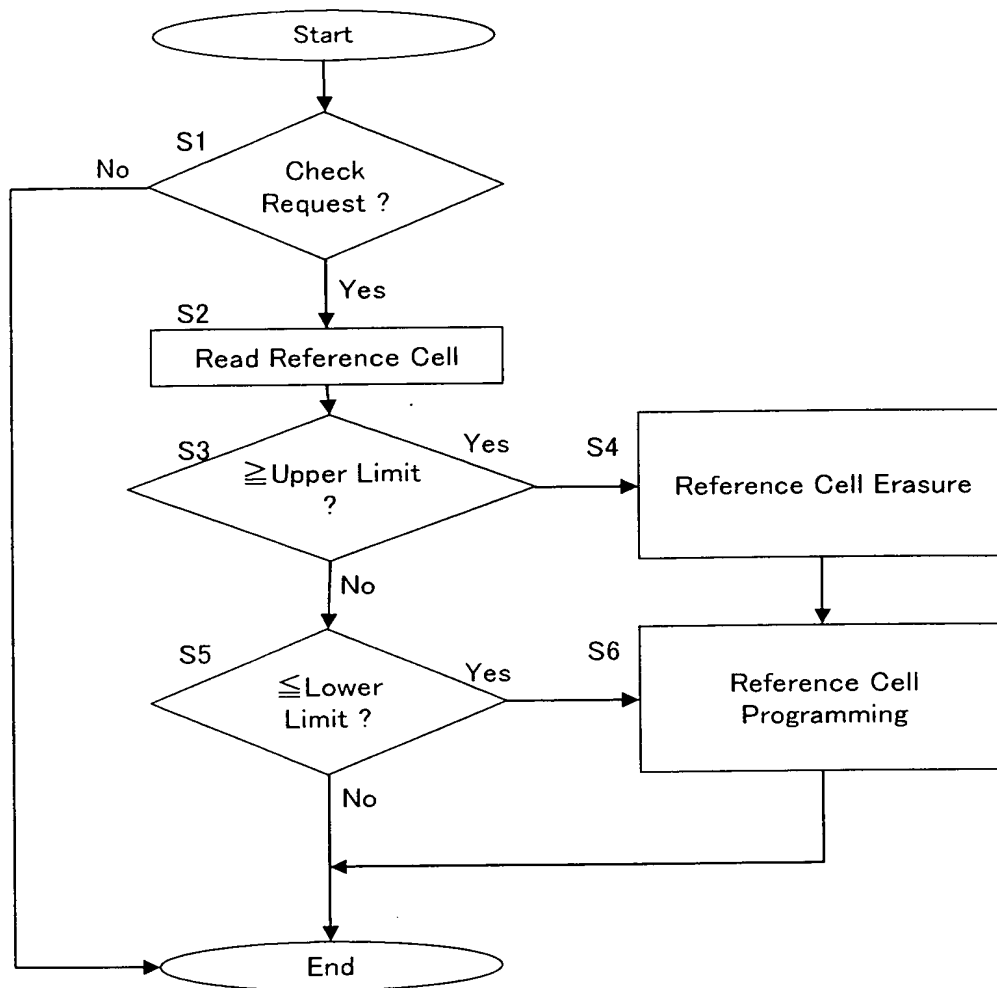 Start
S1
No
Check
Request ?
Yes
S2
Read Reference Cell
S3
≧Upper Limit
?
Yes
S4
Reference Cell Erasure
No
S5
≦Lower
Limit ?
Yes
S6
Reference Cell
Programming
No
End